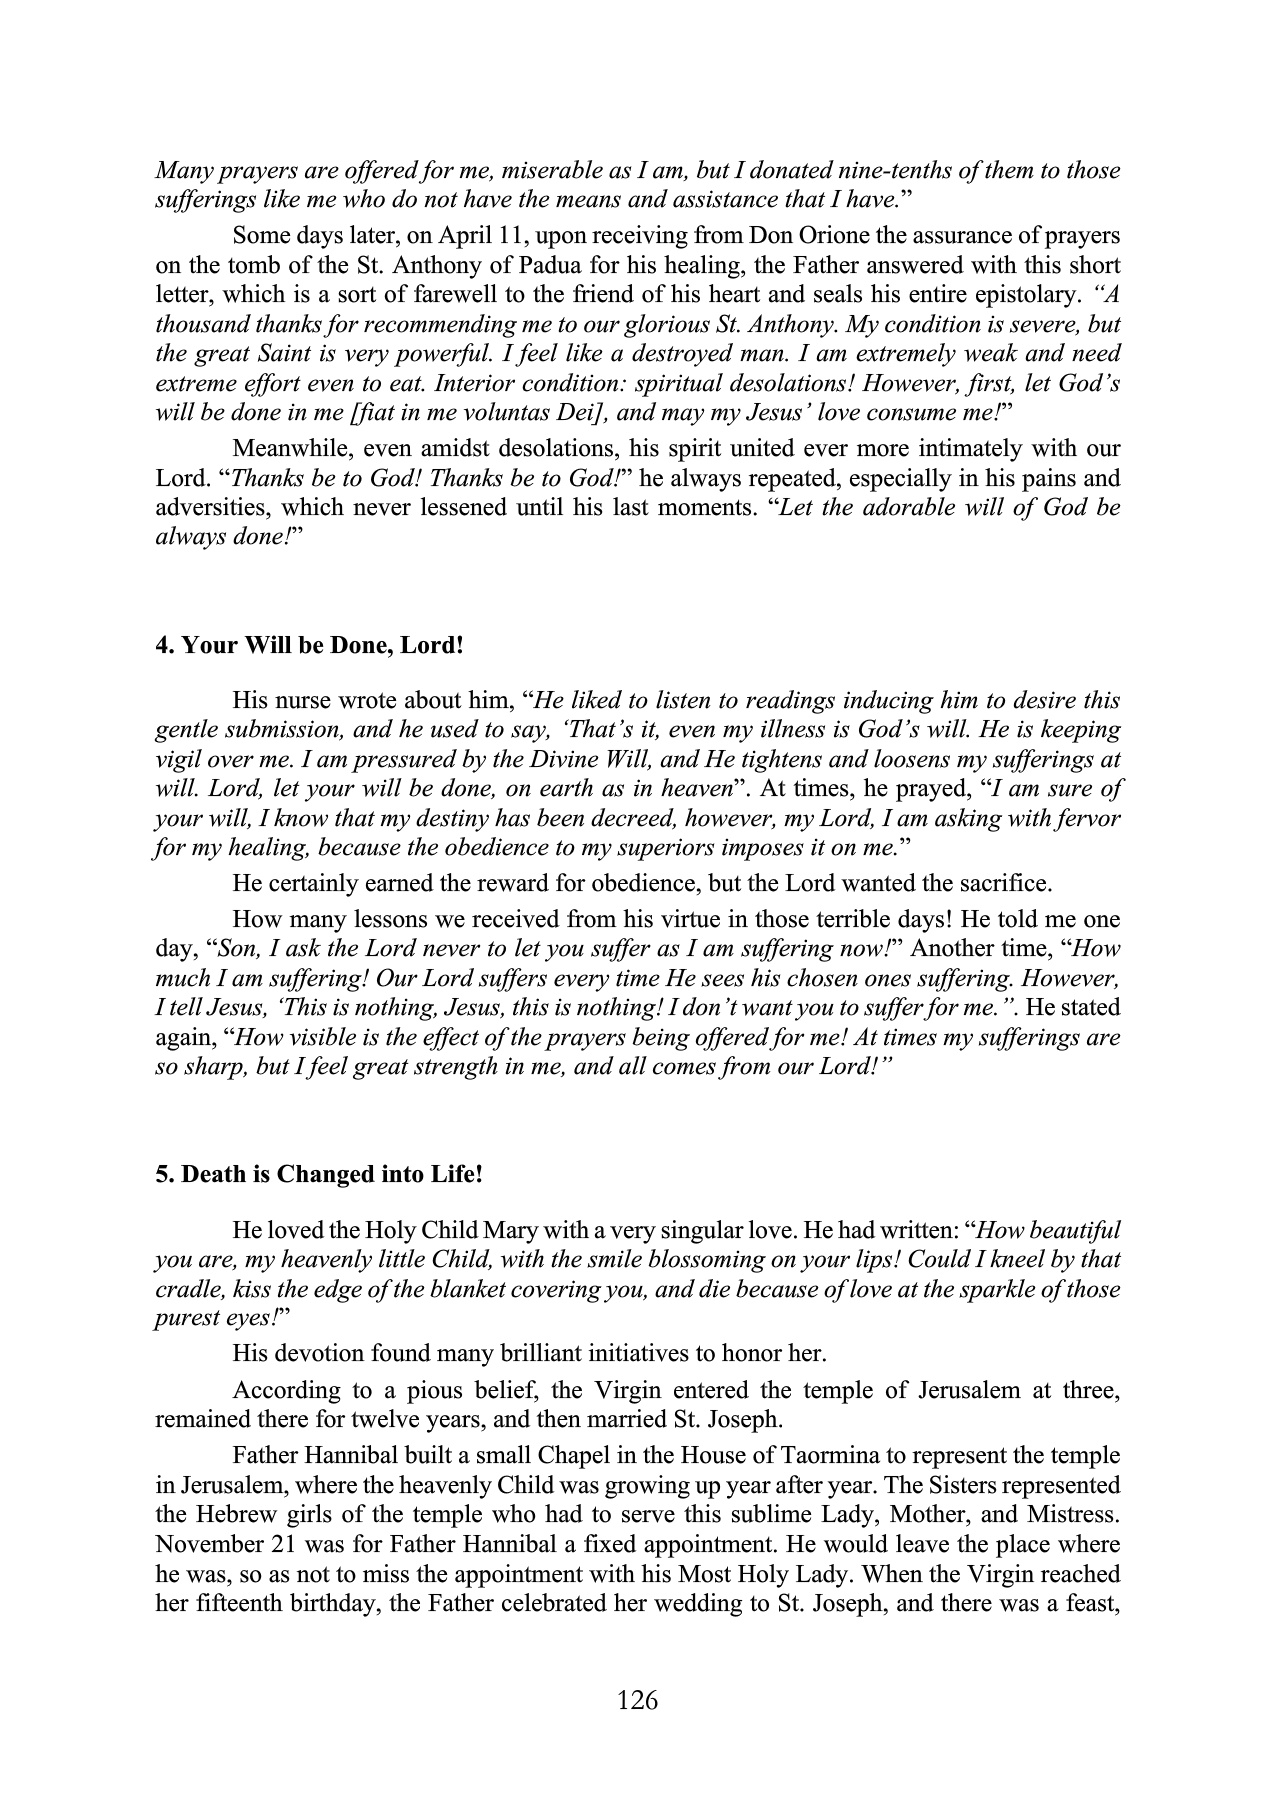 Many prayers are offered for me, miserable as I am, but I donated nine-tenths of them to those
sufferings like me who do not have the means and assistance that I have.”
Some days later, on April 11, upon receiving from Don Orione the assurance of prayers
on the tomb of the St. Anthony of Padua for his healing, the Father answered with this short
letter, which is a sort of farewell to the friend of his heart and seals his entire epistolary. “A
thousand thanks for recommending me to our glorious St. Anthony. My condition is severe, but
the great Saint is very powerful. I feel like a destroyed man. I am extremely weak and need
extreme effort even to eat. Interior condition: spiritual desolations! However, first, let God’s
will be done in me [fiat in me voluntas Dei], and may my Jesus’ love consume me!”
Meanwhile, even amidst desolations, his spirit united ever more intimately with our
Lord. “Thanks be to God! Thanks be to God!” he always repeated, especially in his pains and
adversities, which never lessened until his last moments. “Let the adorable will of God be
always done!”
4. Your Will be Done, Lord!
His nurse wrote about him, “He liked to listen to readings inducing him to desire this
gentle submission, and he used to say, ‘That’s it, even my illness is God’s will. He is keeping
vigil over me. I am pressured by the Divine Will, and He tightens and loosens my sufferings at
will. Lord, let your will be done, on earth as in heaven”. At times, he prayed, “I am sure of
your will, I know that my destiny has been decreed, however, my Lord, I am asking with fervor
for my healing, because the obedience to my superiors imposes it on me.”
He certainly earned the reward for obedience, but the Lord wanted the sacrifice.
How many lessons we received from his virtue in those terrible days! He told me one
day, “Son, I ask the Lord never to let you suffer as I am suffering now!” Another time, “How
much I am suffering! Our Lord suffers every time He sees his chosen ones suffering. However,
I tell Jesus, ‘This is nothing, Jesus, this is nothing! I don’t want you to suffer for me.”. He stated
again, “How visible is the effect of the prayers being offered for me! At times my sufferings are
so sharp, but I feel great strength in me, and all comes from our Lord!”
5. Death is Changed into Life!
He loved the Holy Child Mary with a very singular love. He had written: “How beautiful
you are, my heavenly little Child, with the smile blossoming on your lips! Could I kneel by that
cradle, kiss the edge of the blanket covering you, and die because of love at the sparkle of those
purest eyes!”
His devotion found many brilliant initiatives to honor her.
According to a pious belief, the Virgin entered the temple of Jerusalem at three,
remained there for twelve years, and then married St. Joseph.
Father Hannibal built a small Chapel in the House of Taormina to represent the temple
in Jerusalem, where the heavenly Child was growing up year after year. The Sisters represented
the Hebrew girls of the temple who had to serve this sublime Lady, Mother, and Mistress.
November 21 was for Father Hannibal a fixed appointment. He would leave the place where
he was, so as not to miss the appointment with his Most Holy Lady. When the Virgin reached
her fifteenth birthday, the Father celebrated her wedding to St. Joseph, and there was a feast,
126